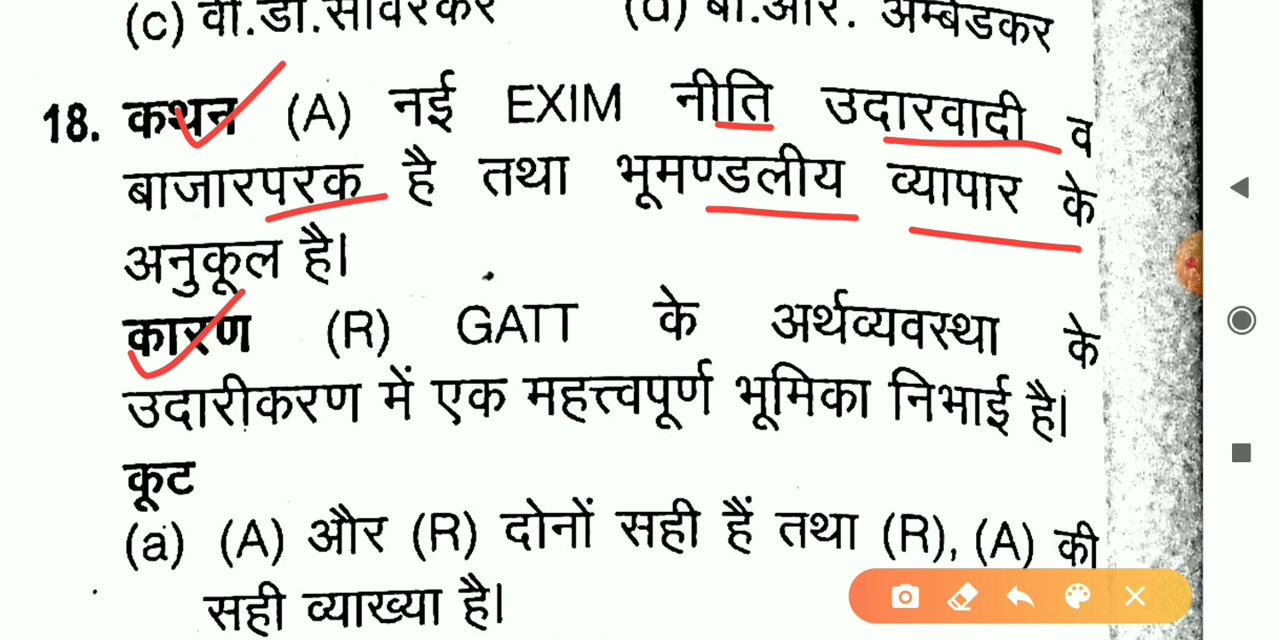 (c) वी.डी.सावरकर (d) बी.आर. अम्बेडकर
18. कथन (A) नई EXIM नीति उदारवादी व
बाजारपरक है तथा भूमण्डलीय व्यापार के
अनुकूल है।
कारण (R) GATT के अर्थव्यवस्था के
उदारीकरण में एक महत्त्वपूर्ण भूमिका निभाई है।
कूट
(a) (A) और (R) दोनों सही हैं तथा (R), (A) की
सही व्याख्या है।